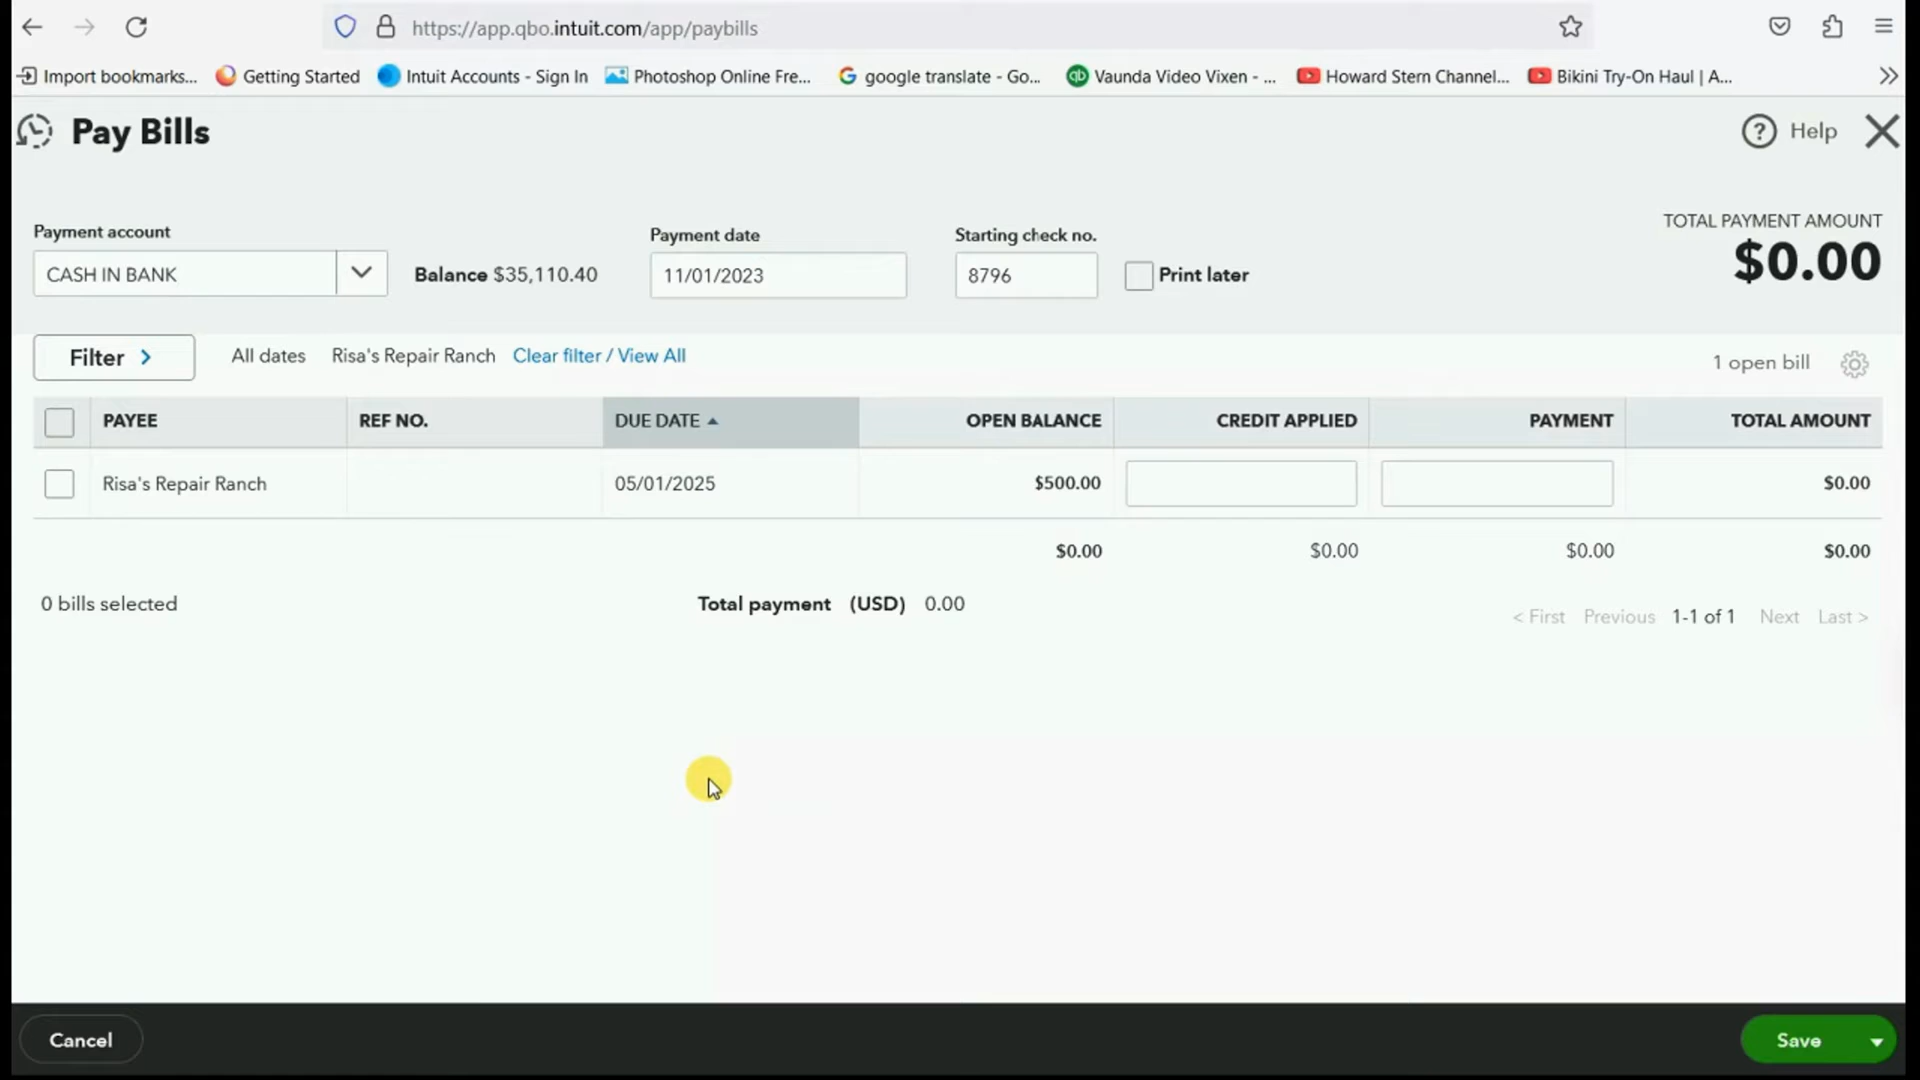 https://app.qbo.intuit.com/app/paybills
Import bookmarks... Getting Started Intuit Accounts - Sign In Photoshop Online Fre... google translate - Go... Vaunda Video Vixen - ... Howard Stern Channel... Bikini Try-On Haul | A...
Pay Bills Help
TOTAL PAYMENT AMOUNT
$0.00
Payment account Payment date Starting check no.
CASH IN BANK Balance $35,110.40 11/01/2023 8796 Print later
Filter > All dates Risa's Repair Ranch Clear filter / View All 1 open bill
PAYEE REF NO. DUE DATE OPEN BALANCE CREDIT APPLIED PAYMENT TOTAL AMOUNT
Risa's Repair Ranch 05/01/2025 $500.00 $0.00
$0.00 $0.00 $0.00 $0.00
0 bills selected Total payment (USD) 0.00
< First Previous 1-1 of 1 Next Last >
Cancel Save